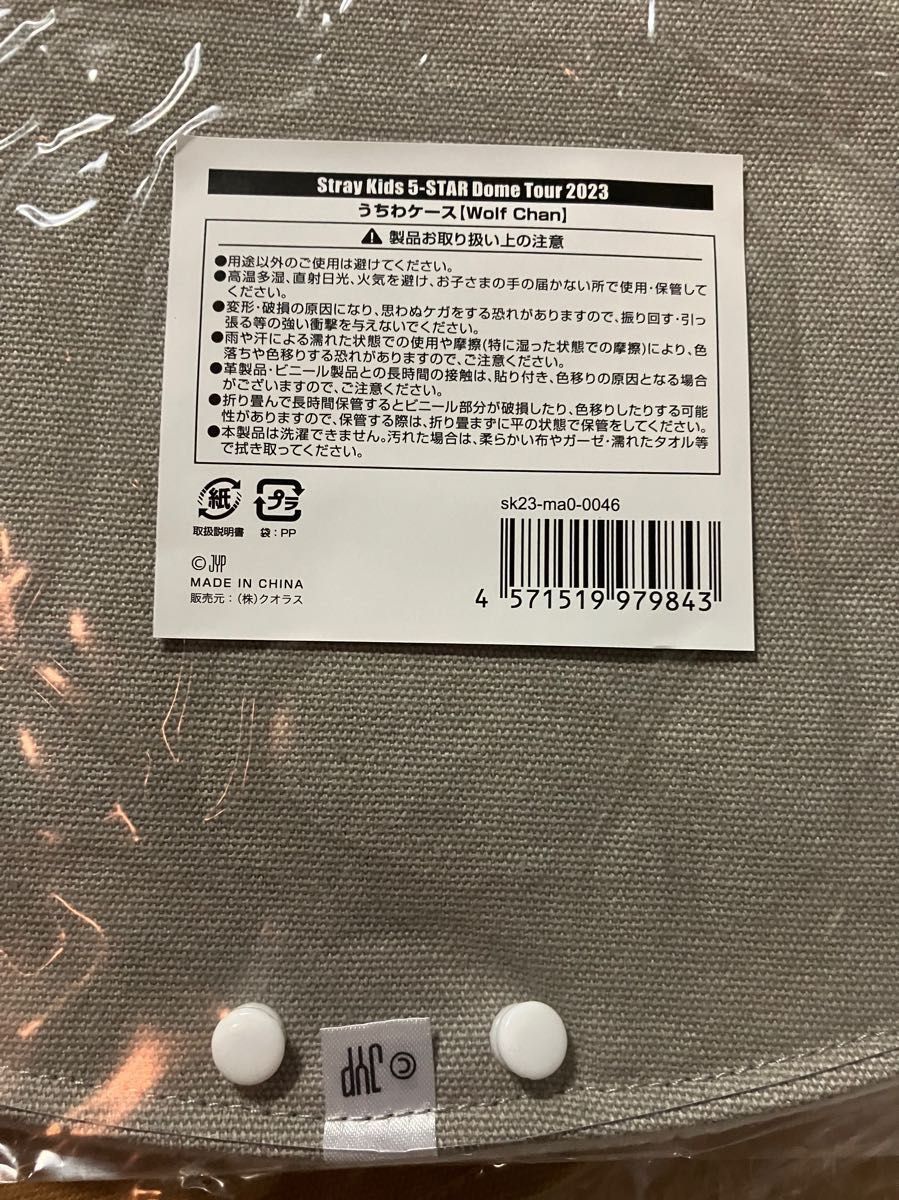 Stray Kids 5-STAR Dome Tour 2023
うちわケース【Wolf Chan】
製品お取り扱い上の注意
●用途以外のご使用は避けてください。
●高温多湿、直射日光、火気を避け、お子さまの手の届かない所で使用・保管して
ください。
●変形・破損の原因になり、思わぬケガをする恐れがありますので、振り回す・引っ
張る等の強い衝撃を与えないでください。
●雨や汗による濡れた状態での使用や摩擦(特に湿った状態での摩擦)により、色
落ちや色移りする恐れがありますので、ご注意ください。
●革製品・ビニール製品との長時間の接触は、貼り付き、色移りの原因となる場合
がございますので、ご注意ください。
●折り畳んで長時間保管するとビニール部分が破損したり、色移りしたりする可能
性がありますので、保管する際は、折り畳まずに平の状態で保管をしてください。
●本製品は洗濯できません。汚れた場合は、柔らかい布やガーゼ・濡れたタオル等
で拭き取ってください。
紙 プラ
取扱説明書 袋:PP
sk23-ma0-0046
4 571519 979843
©JYP
MADE IN CHINA
販売元:(株)クオラス
©JYP